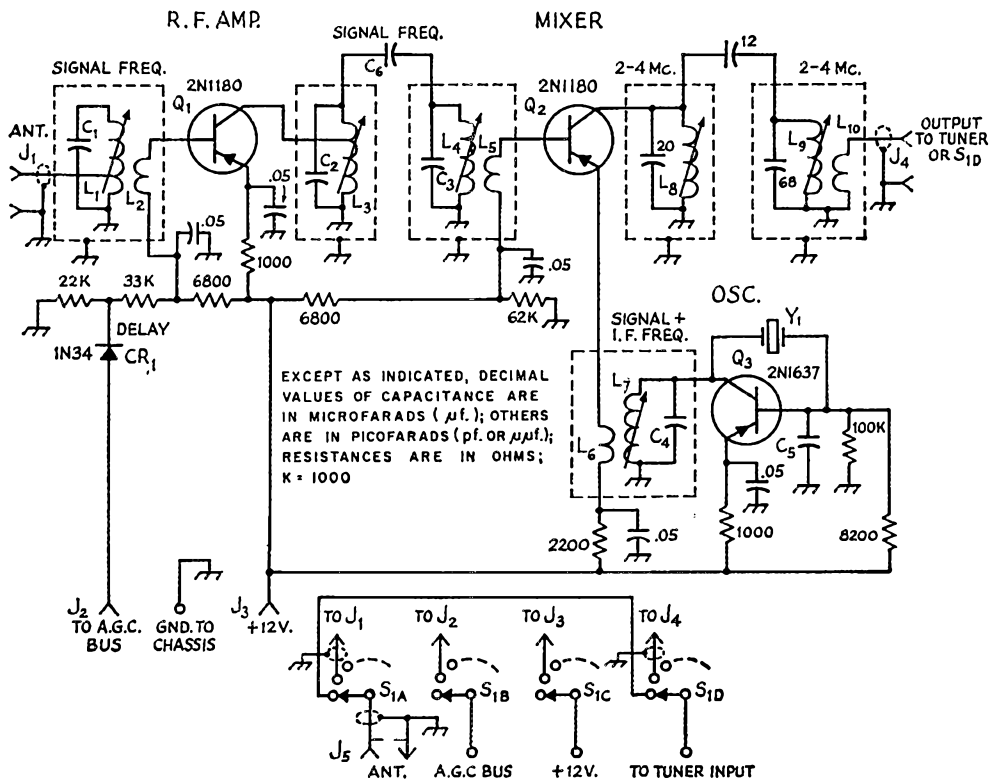 R.F. AMP.
MIXER
SIGNAL FREQ.
12
SIGNAL FREQ.
C6
2-4 Mc.
2-4 Mc.
2N1180
2N1180
Q1
Q2
ANT.
J1
C1
L1
L2
.05
C2
L3
L4
L5
C3
20
L8
L9
L10
68
J4
OUTPUT
TO TUNER
OR S1D
.05
1000
.05
22K
33K
6800
6800
62K
DELAY
1N34
CR1
OSC.
SIGNAL +
I.F. FREQ.
Y1
Q3
2N1637
L7
L6
C4
C5
100K
.05
.05
2200
1000
8200
EXCEPT AS INDICATED, DECIMAL
VALUES OF CAPACITANCE ARE
IN MICROFARADS (µf.); OTHERS
ARE IN PICOFARADS (pf. OR µµf.);
RESISTANCES ARE IN OHMS;
K = 1000
J2
TO A.G.C.
BUS
GND. TO
CHASSIS
J3
+12V.
TO J1
TO J2
TO J3
TO J4
S1A
S1B
S1C
S1D
J5
ANT.
A.G.C BUS
+12V.
TO TUNER INPUT